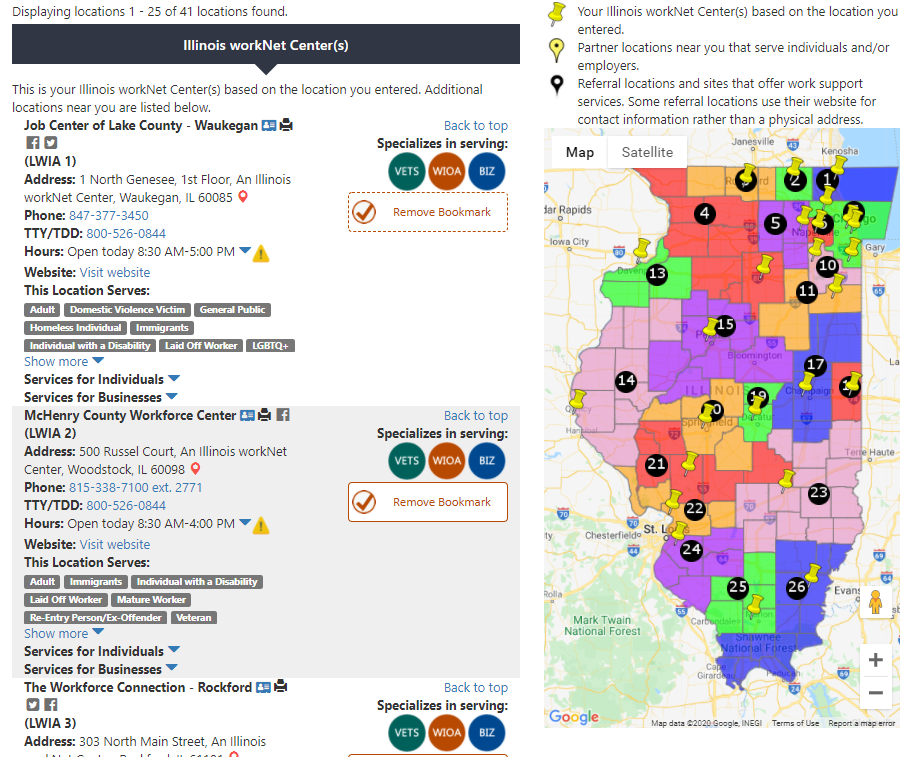 Displaying locations 1 - 25 of 41 locations found.
Illinois workNet Center(s)
This is your Illinois workNet Center(s) based on the location you entered. Additional
locations near you are listed below.
Job Center of Lake County - Waukegan
Back to top
(LWIA 1)
Specializes in serving:
VETS WIOA BIZ
Address: 1 North Genesee, 1st Floor, An Illinois
workNet Center, Waukegan, IL 60085
Phone: 847-377-3450
Remove Bookmark
TTY/TDD: 800-526-0844
Hours: Open today 8:30 AM-5:00 PM
Website: Visit website
This Location Serves:
Adult Domestic Violence Victim General Public
Homeless Individual Immigrants
Individual with a Disability Laid Off Worker LGBTQ+
Show more
Services for Individuals
Services for Businesses
McHenry County Workforce Center
Back to top
(LWIA 2)
Specializes in serving:
VETS WIOA BIZ
Address: 500 Russel Court, An Illinois workNet
Center, Woodstock, IL 60098
Phone: 815-338-7100 ext. 2771
Remove Bookmark
TTY/TDD: 800-526-0844
Hours: Open today 8:30 AM-4:00 PM
Website: Visit website
This Location Serves:
Adult Immigrants Individual with a Disability
Laid Off Worker Mature Worker
Re-Entry Person/Ex-Offender Veteran
Show more
Services for Individuals
Services for Businesses
The Workforce Connection - Rockford
Back to top
(LWIA 3)
Specializes in serving:
VETS WIOA BIZ
Address: 303 North Main Street, An Illinois
Your Illinois workNet Center(s) based on the location you
entered.
Partner locations near you that serve individuals and/or
employers.
Referral locations and sites that offer work support
services. Some referral locations use their website for
contact information rather than a physical address.
Map Satellite
Janesville
Kenosha
2
1
4
5
Iowa City
Gary
10
13
11
15
Bloomington
17
14
ILLINOIS
21
Terre Haute
23
22
Chesterfield
St. Lo
24
25
26
Rolla
Evans
Mark Twain
National Forest
Carbondale
Shawnee
National Forest
Cape
Girardeau
Paducah
Google
Map data ©2020 Google, INEGI Terms of Use Report a map error